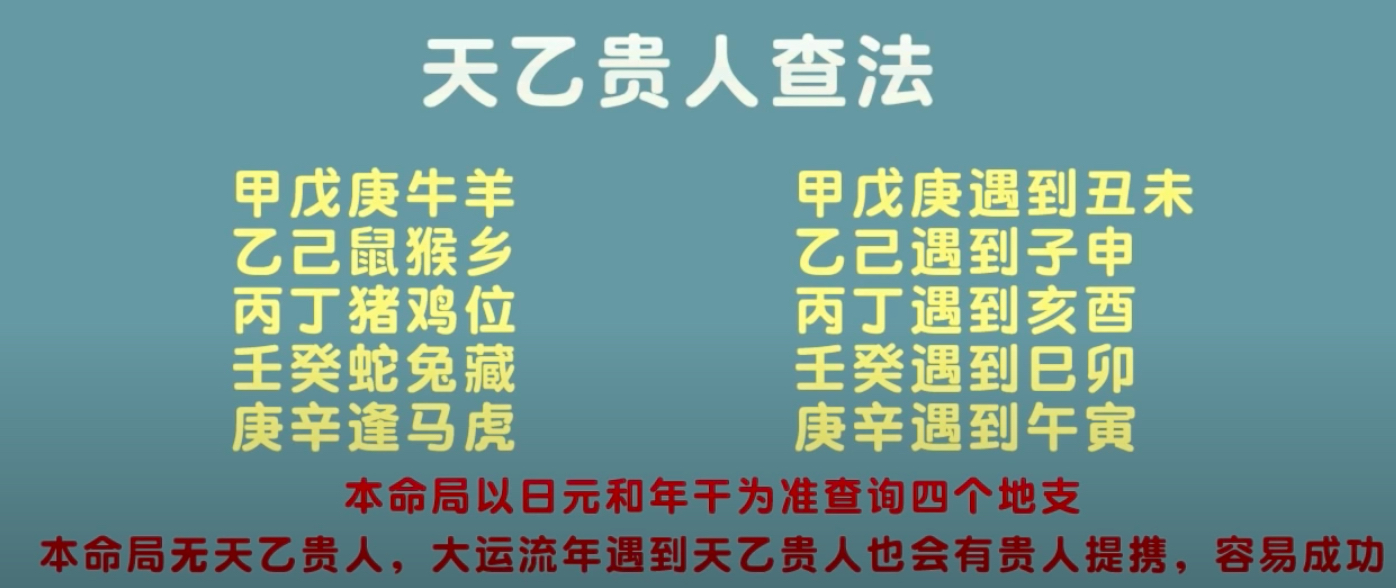 天乙贵人查法
甲戊庚牛羊
乙己鼠猴乡
丙丁猪鸡位
壬癸蛇兔藏
庚辛逢马虎
甲戊庚遇到丑未
乙己遇到子申
丙丁遇到亥酉
壬癸遇到巳卯
庚辛遇到午寅
本命局以日元和年干为准查询四个地支
本命局无天乙贵人，大运流年遇到天乙贵人也会有贵人提携，容易成功